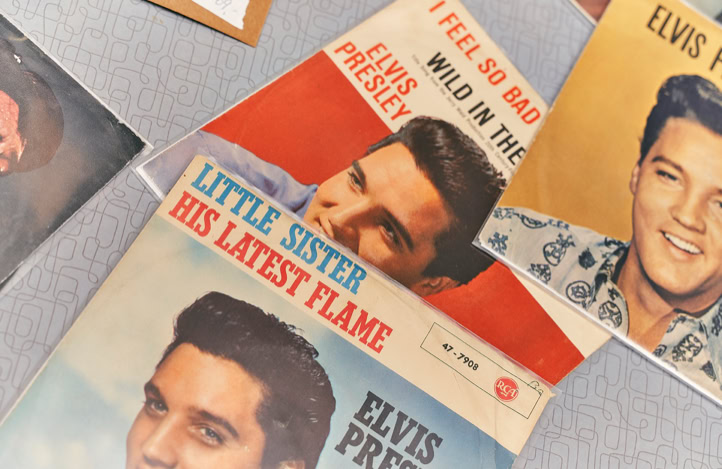 I FEEL SO BAD
WILD IN THE
ELVIS
PRESLEY
ELVIS P
LITTLE SISTER
HIS LATEST FLAME
47-7908
RCA
ELVIS
PRES